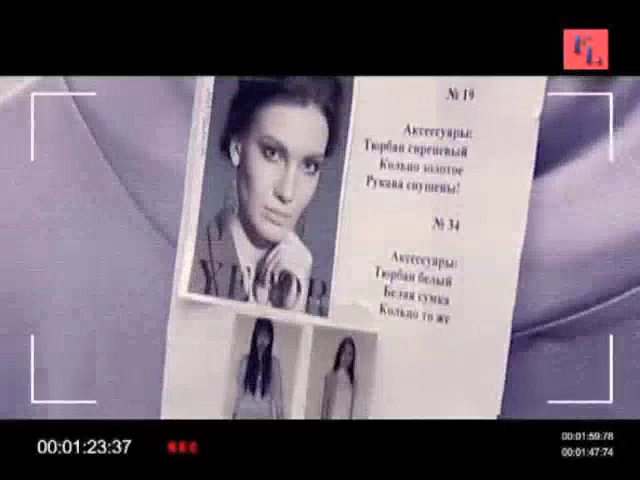 FL
№ 19
Аксессуары:
Тюрбан сиреневый
Кольцо золотое
Рукава спущены!
№ 34
Аксессуары:
Тюрбан белый
Белая сумка
Кольцо то же
00:01:23:37
REC
00:01:59:78
00:01:47:74